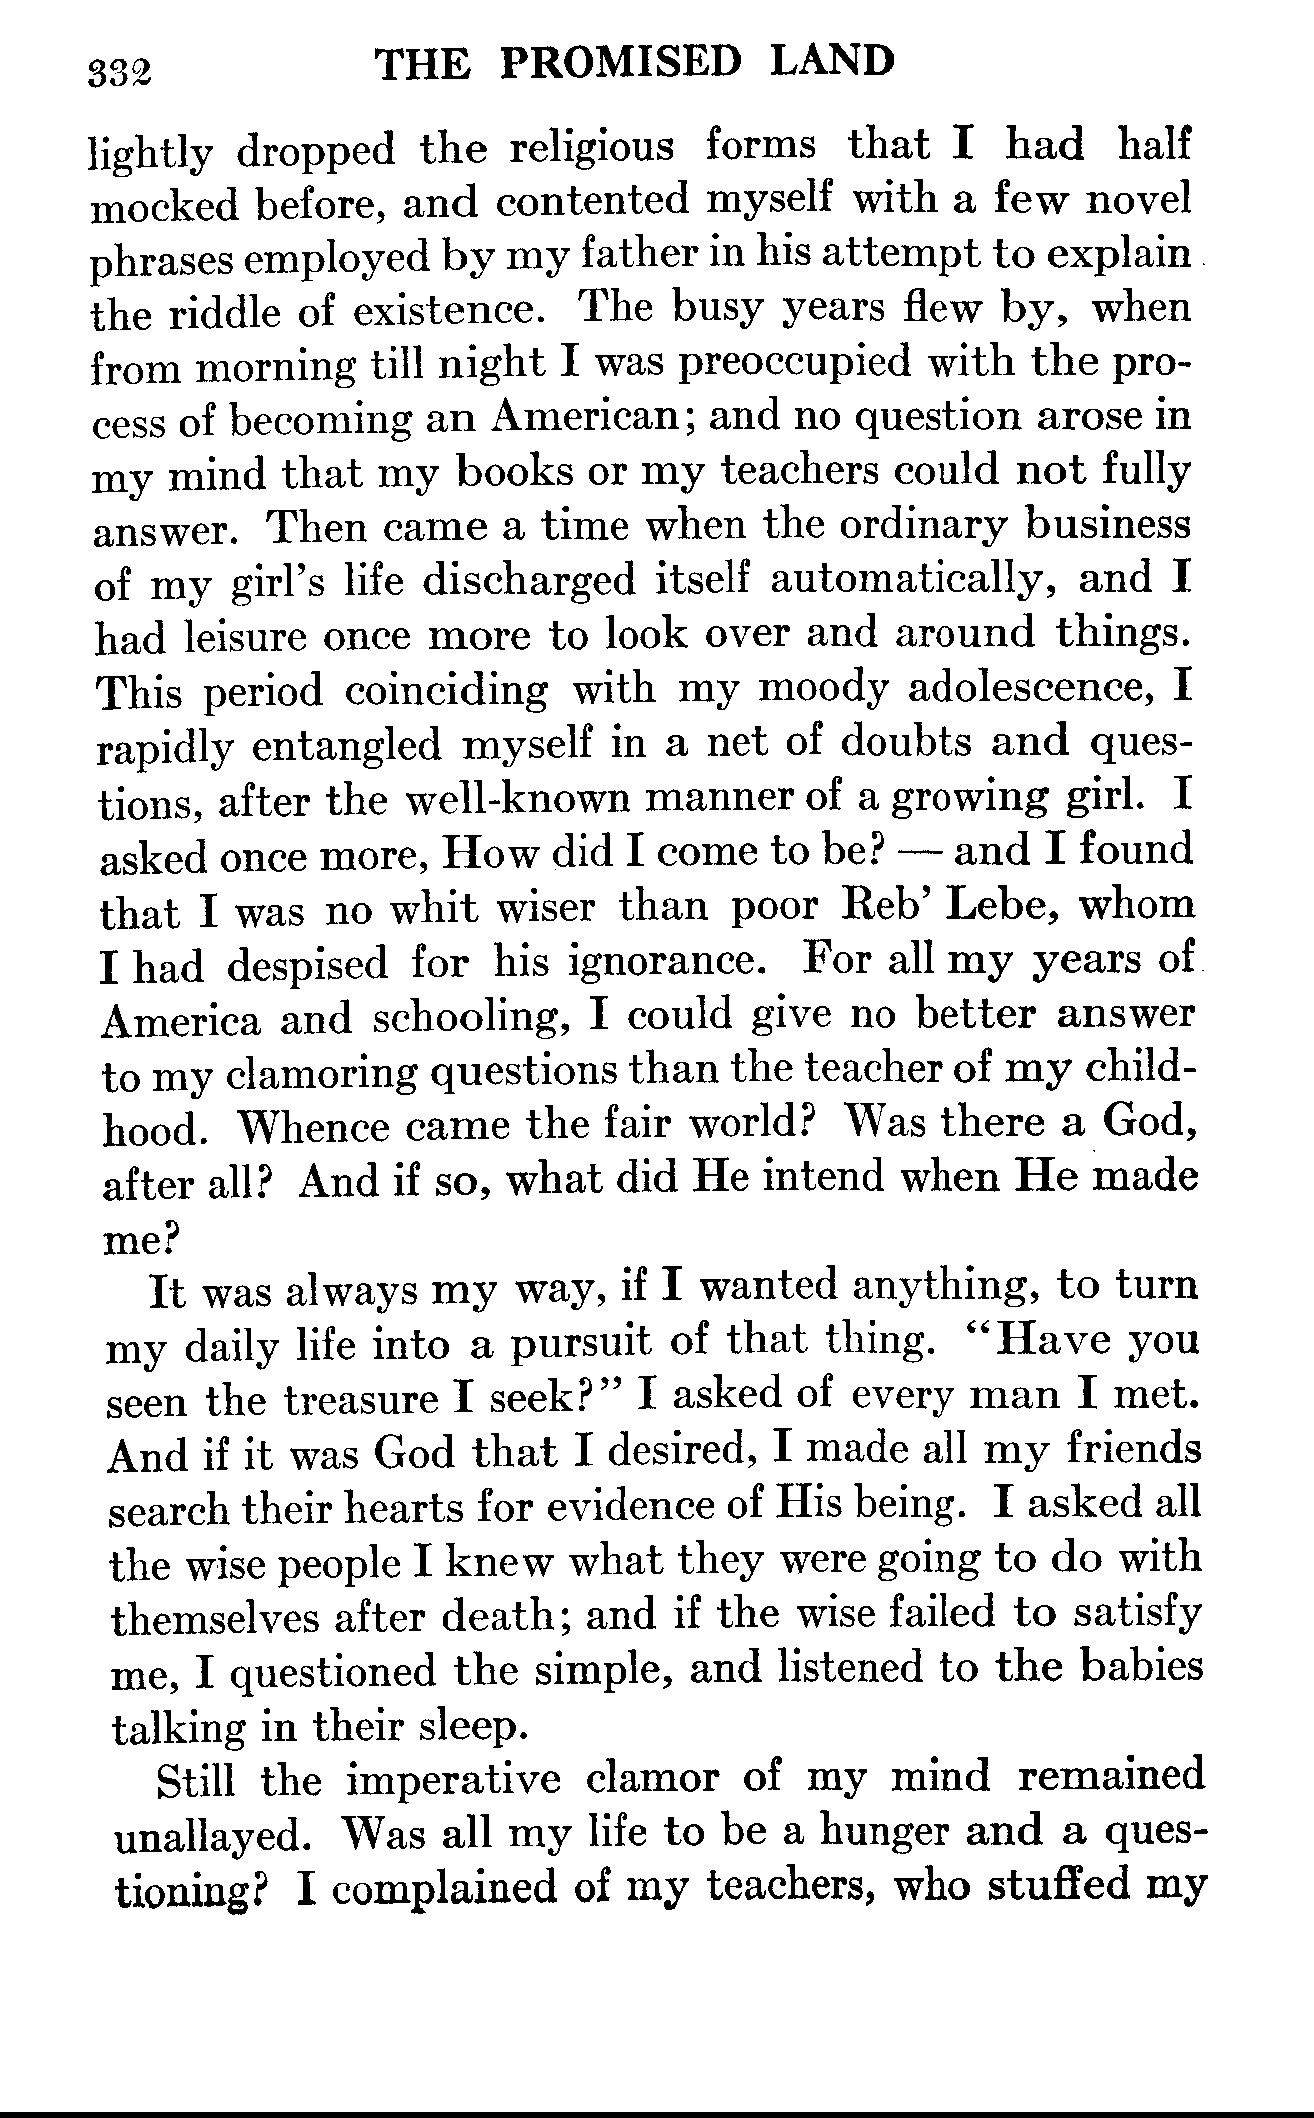 332 THE PROMISED LAND
lightly dropped the religious forms that I had half
mocked before, and contented myself with a few novel
phrases employed by my father in his attempt to explain
the riddle of existence. The busy years flew by, when
from morning till night I was preoccupied with the pro-
cess of becoming an American; and no question arose in
my mind that my books or my teachers could not fully
answer. Then came a time when the ordinary business
of my girl's life discharged itself automatically, and I
had leisure once more to look over and around things.
This period coinciding with my moody adolescence, I
rapidly entangled myself in a net of doubts and ques-
tions, after the well-known manner of a growing girl. I
asked once more, How did I come to be? — and I found
that I was no whit wiser than poor Reb' Lebe, whom
I had despised for his ignorance. For all my years of
America and schooling, I could give no better answer
to my clamoring questions than the teacher of my child-
hood. Whence came the fair world? Was there a God,
after all? And if so, what did He intend when He made
me?
It was always my way, if I wanted anything, to turn
my daily life into a pursuit of that thing. “Have you
seen the treasure I seek?” I asked of every man I met.
And if it was God that I desired, I made all my friends
search their hearts for evidence of His being. I asked all
the wise people I knew what they were going to do with
themselves after death; and if the wise failed to satisfy
me, I questioned the simple, and listened to the babies
talking in their sleep.
Still the imperative clamor of my mind remained
unallayed. Was all my life to be a hunger and a ques-
tioning? I complained of my teachers, who stuffed my